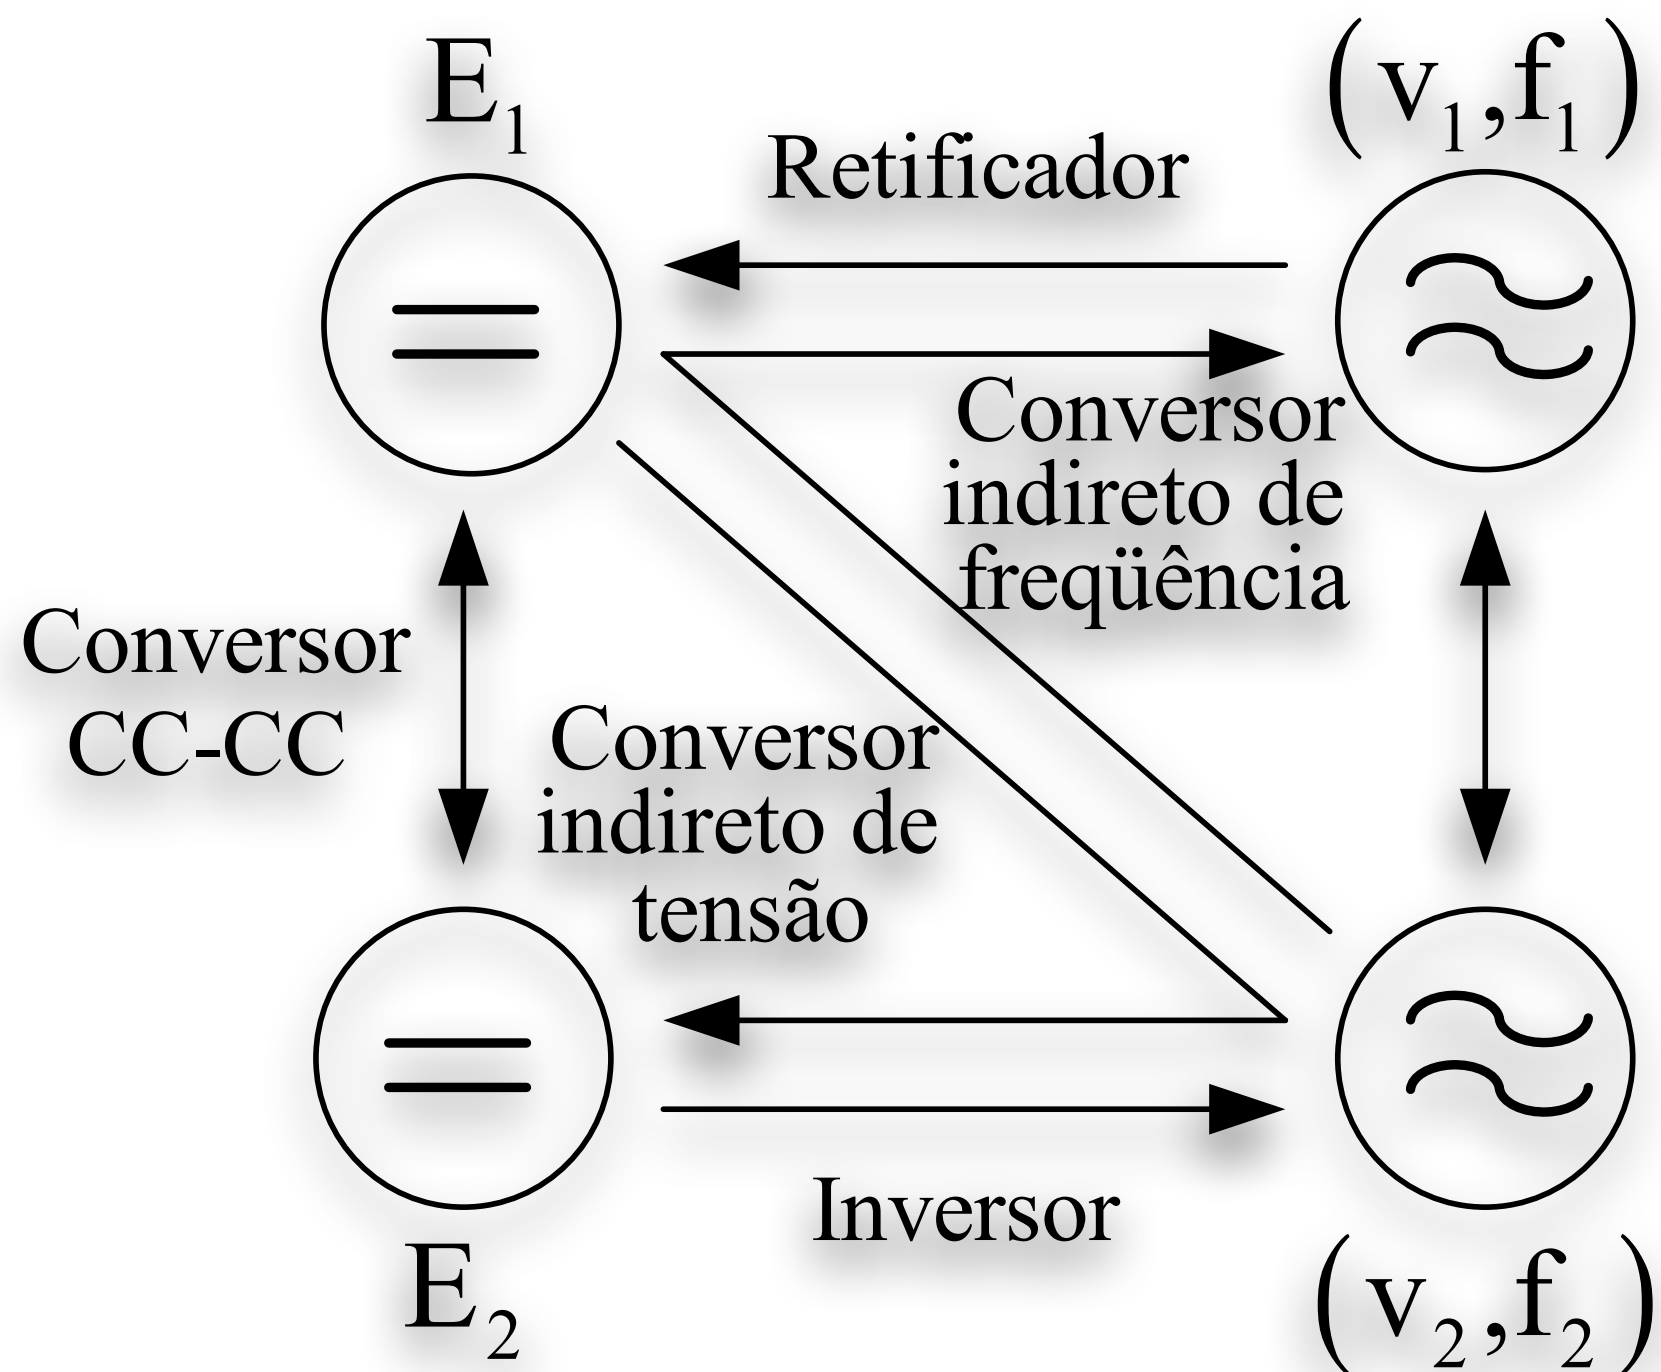 E₁
(v₁,f₁)
Retificador
Conversor
indireto de
freqüência
Conversor
CC-CC
Conversor
indireto de
tensão
Inversor
E₂
(v₂,f₂)